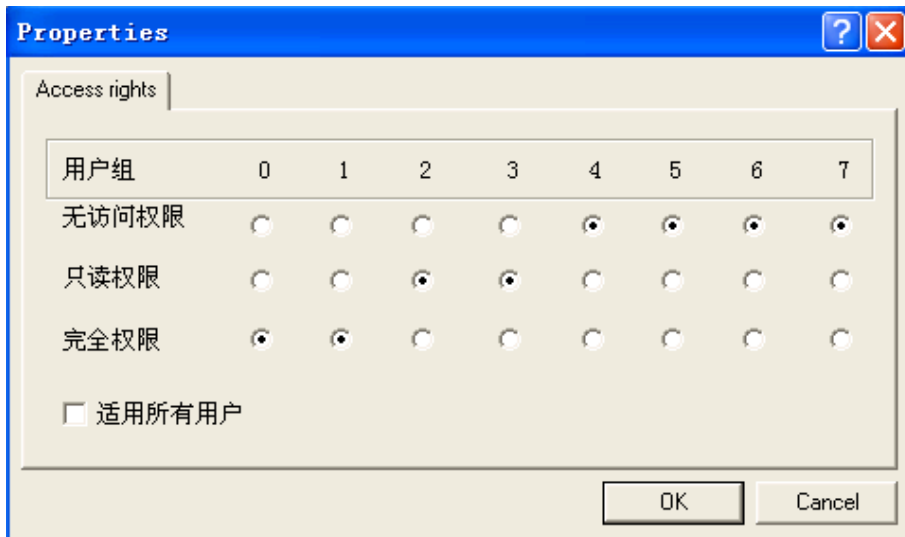 Properties
Access rights
用户组 0 1 2 3 4 5 6 7
无访问权限
只读权限
完全权限
适用所有用户
OK Cancel